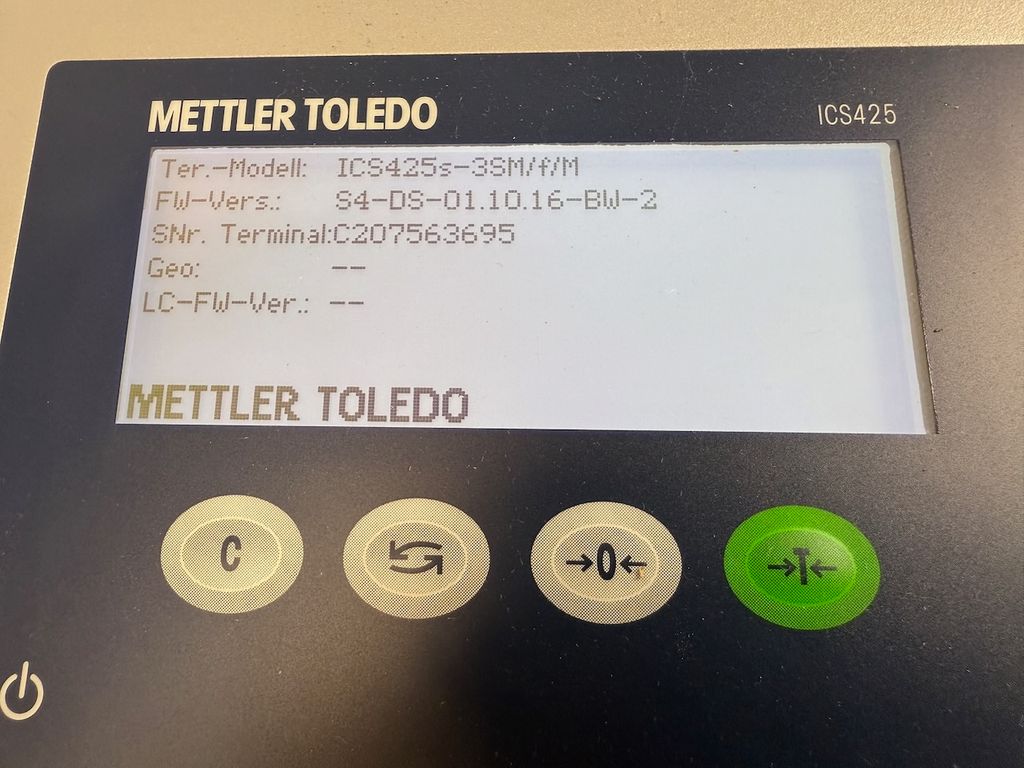 METTLER TOLEDO
ICS425
Ter.-Modell: ICS425s-3SM/f/M
FW-Vers.: S4-DS-01.10.16-BW-2
SNr. Terminal:C207563695
Geo: --
LC-FW-Ver.: --
METTLER TOLEDO
C
→0←
→T←